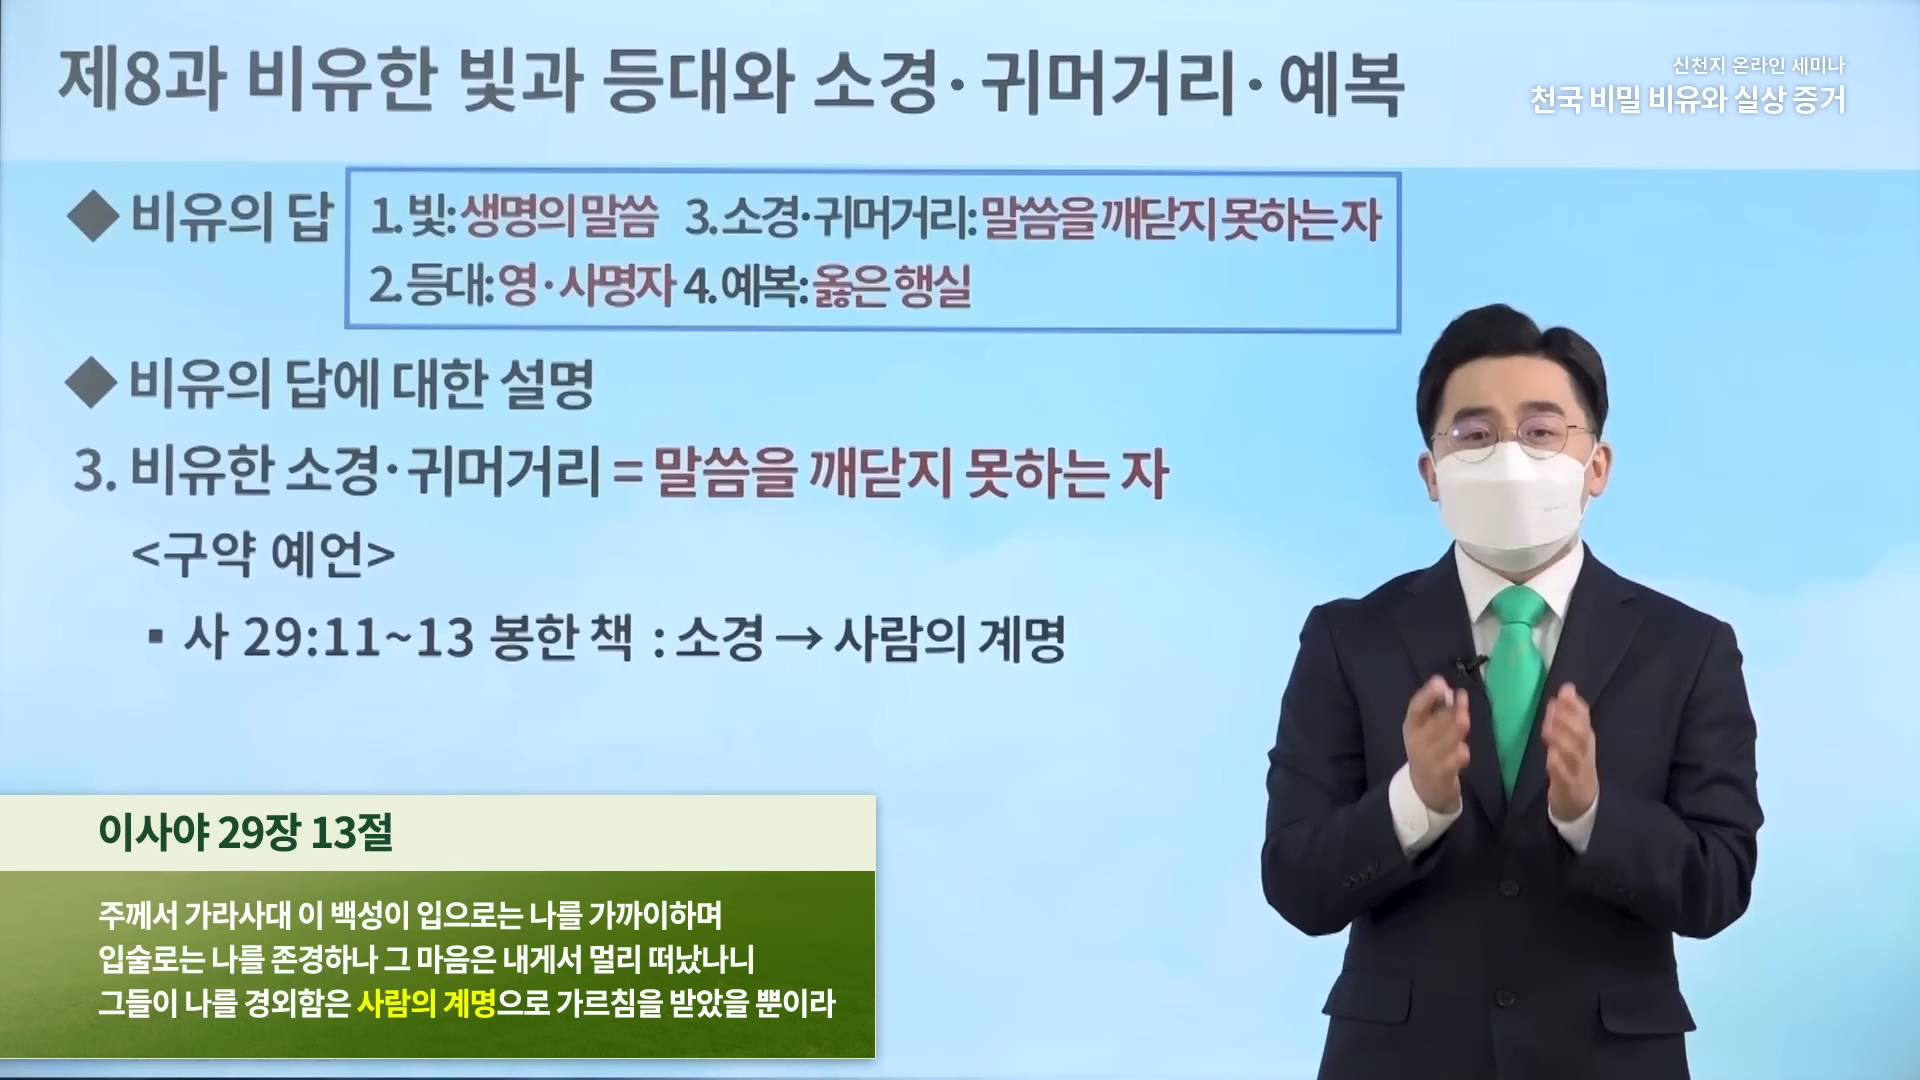 제8과 비유한 빛과 등대와 소경·귀머거리·예복
신천지 온라인 세미나
천국 비밀 비유와 실상 증거
◆ 비유의 답
1. 빛: 생명의 말씀 3. 소경·귀머거리: 말씀을 깨닫지 못하는 자
2. 등대: 영·사명자 4. 예복: 옳은 행실
◆ 비유의 답에 대한 설명
3. 비유한 소경·귀머거리 = 말씀을 깨닫지 못하는 자
<구약 예언>
▪ 사 29:11~13 봉한 책 : 소경 → 사람의 계명
이사야 29장 13절
주께서 가라사대 이 백성이 입으로는 나를 가까이하며
입술로는 나를 존경하나 그 마음은 내게서 멀리 떠났나니
그들이 나를 경외함은 사람의 계명으로 가르침을 받았을 뿐이라